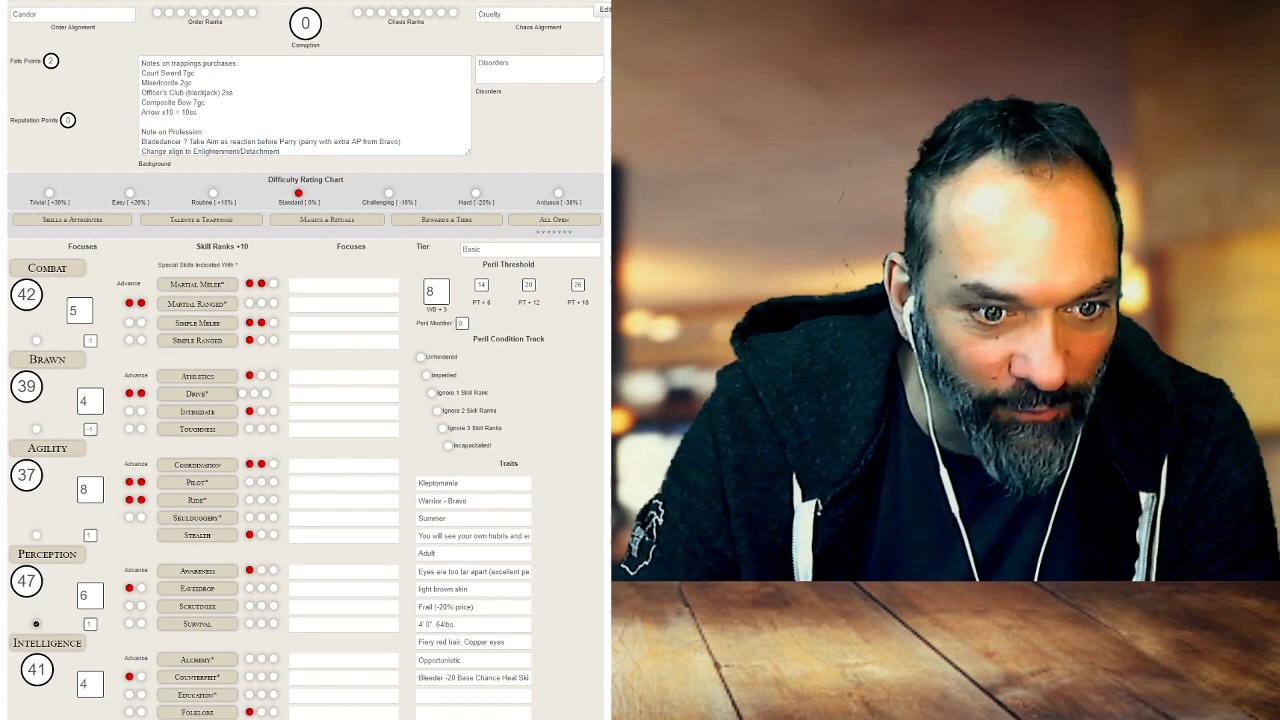 Candor
Order Alignment
Order Ranks
0
Corruption
Chaos Ranks
Cruelty
Chaos Alignment
Fate Points 2
Reputation Points 0
Notes on trappings purchases:
Court Sword 7gc
Misericorde 2gc
Officer's Club (blackjack) 2ss
Composite Bow 7gc
Arrow x10 = 10ss
Note on Profession:
Bladedancer ? Take Aim as reaction before Parry (parry with extra AP from Bravo)
Change align to Enlightenment/Detachment
Background
Disorders
Disorders
Difficulty Rating Chart
Trivial [ +30% ]
Easy [ +20% ]
Routine [ +10% ]
Standard [ 0% ]
Challenging [ -10% ]
Hard [ -20% ]
Arduous [ -30% ]
Skills & Attributes
Talents & Trappings
Magics & Rituals
Rewards & Tiers
All Open
v v v v v v v
Focuses
Skill Ranks +10
Focuses
Tier
Basic
Special Skills Indicated With *
Combat
42
5
-1
Advance
Martial Melee*
Martial Ranged*
Simple Melee
Simple Ranged
Brawn
39
4
-1
Advance
Athletics
Drive*
Intimidate
Toughness
Agility
37
8
1
Advance
Coordination
Pilot*
Ride*
Skulduggery*
Stealth
Perception
47
6
1
Advance
Awareness
Eavesdrop
Scrutinize
Survival
Intelligence
41
4
Advance
Alchemy*
Counterfeit*
Education*
Folklore
Peril Threshold
8
14
20
26
WB + 3
PT + 6
PT + 12
PT + 18
Peril Modifier: 0
Peril Condition Track
Unhindered
Imperiled
Ignore 1 Skill Rank
Ignore 2 Skill Ranks
Ignore 3 Skill Ranks
Incapacitated!
Traits
Kleptomania
Warrior - Bravo
Summer
You will see your own hubris and
Adult
Eyes are too far apart (excellent pe
light brown skin
Frail (-20% price)
4' 0", 64lbs.
Fiery red hair, Copper eyes
Opportunistic
Bleeder -20 Base Chance Heal Ski